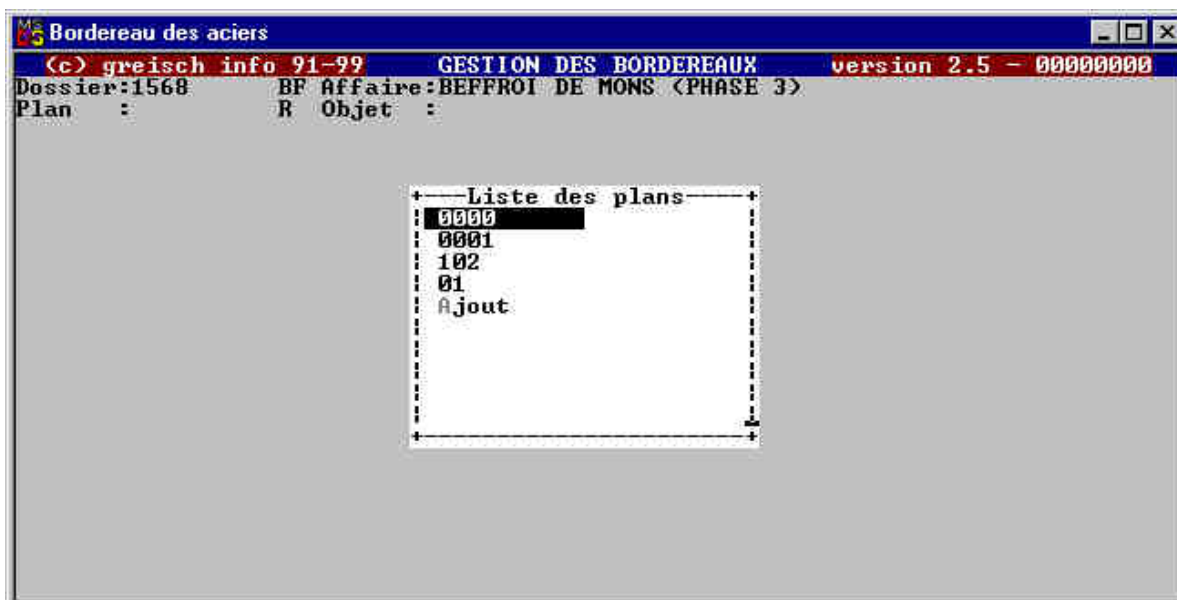 Bordereau des aciers
(c) greisch info 91-99 GESTION DES BORDEREAUX version 2.5 - 00000000
Dossier:1568 BF Affaire:BEFFROI DE MONS (PHASE 3)
Plan : R Objet :
Liste des plans
0000
0001
102
01
Ajout